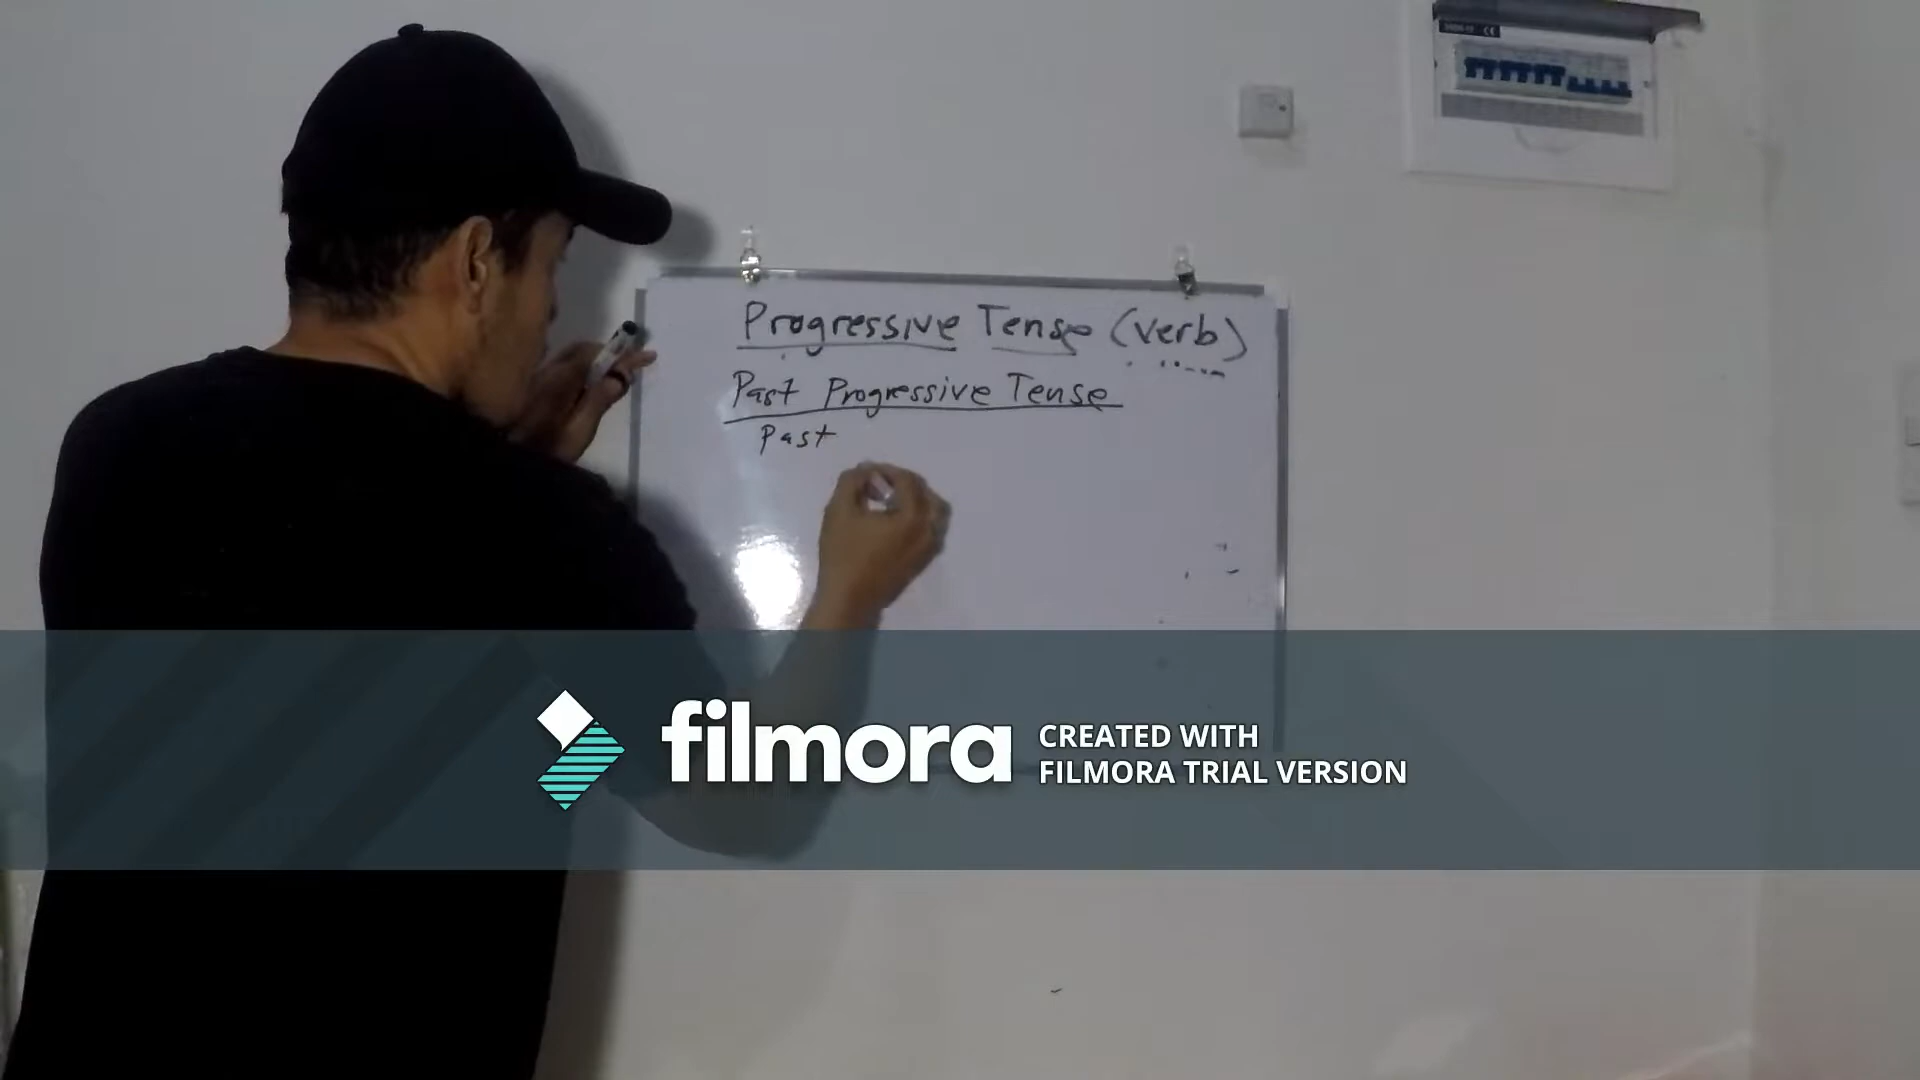 Progressive Tense (verb)
Past Progressive Tense
Past
filmora
CREATED WITH
FILMORA TRIAL VERSION